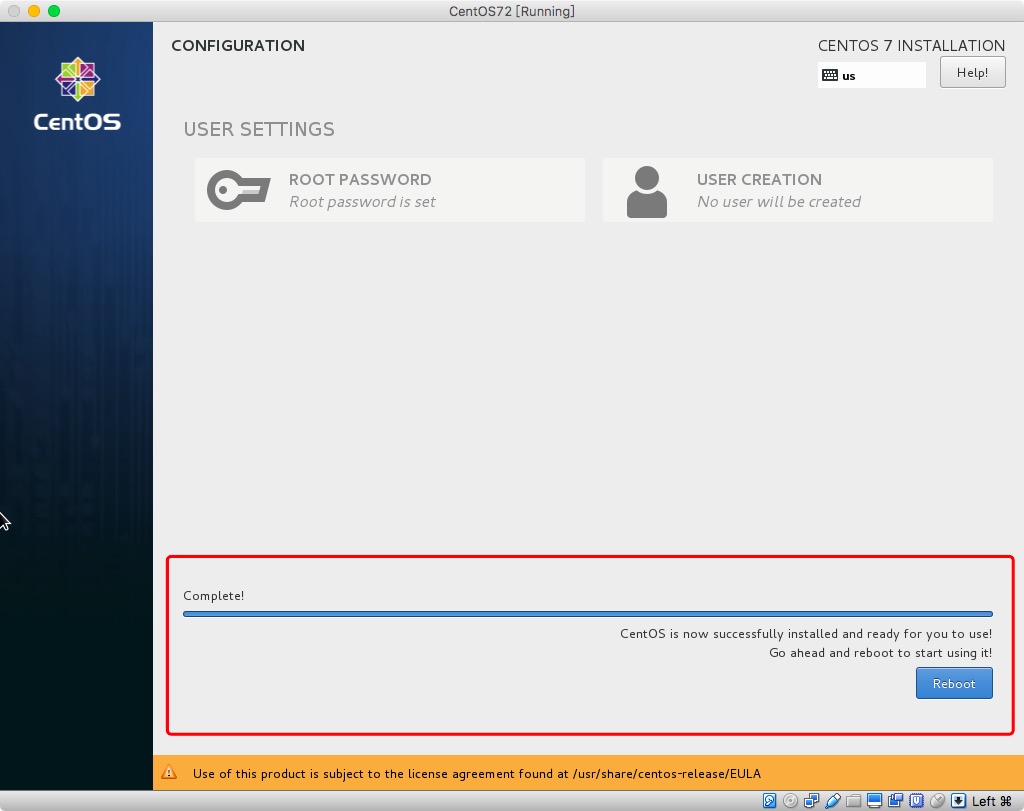 CentOS72 [Running]
CentOS
CONFIGURATION
CENTOS 7 INSTALLATION
us
Help!
USER SETTINGS
ROOT PASSWORD
Root password is set
USER CREATION
No user will be created
Complete!
CentOS is now successfully installed and ready for you to use!
Go ahead and reboot to start using it!
Reboot
Use of this product is subject to the license agreement found at /usr/share/centos-release/EULA
Left ⌘